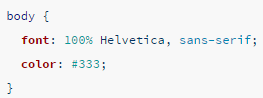 body {
  font: 100% Helvetica, sans-serif;
  color: #333;
}